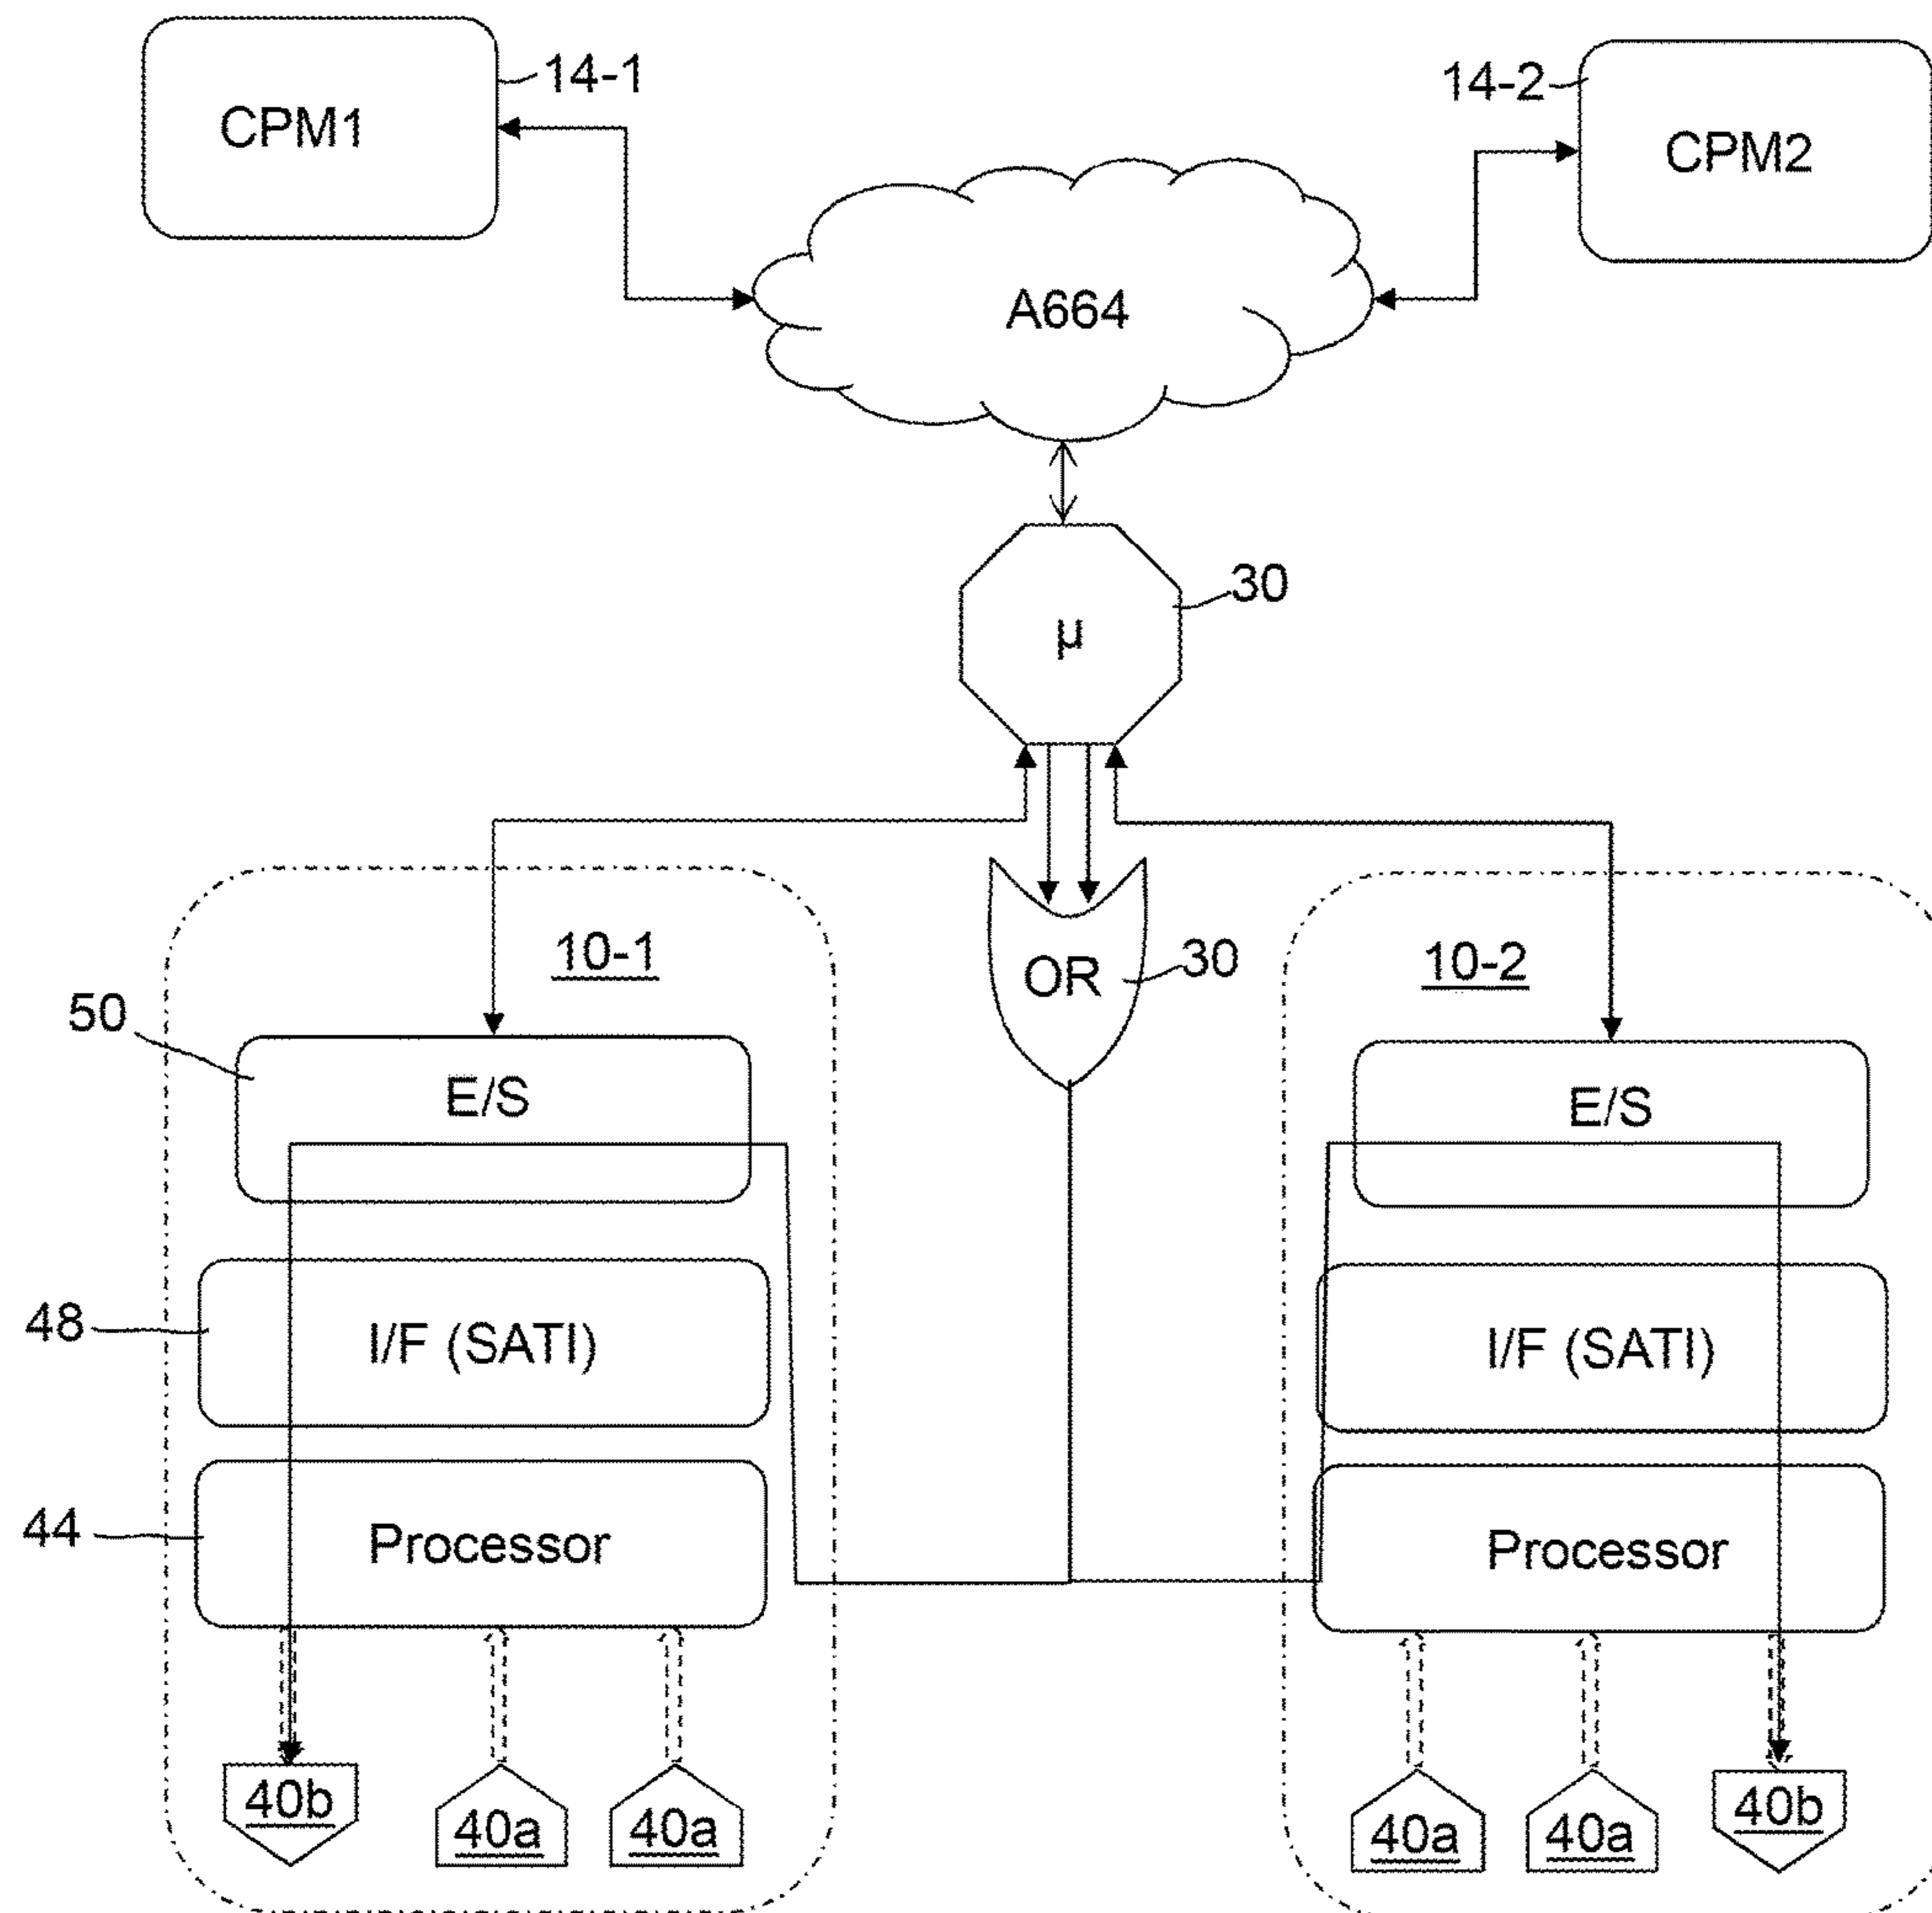 14-1
CPM1
14-2
CPM2
A664
30
µ
10-1
OR
30
10-2
50
E/S
E/S
48
I/F (SATI)
I/F (SATI)
44
Processor
Processor
40b
40a
40a
40a
40a
40b